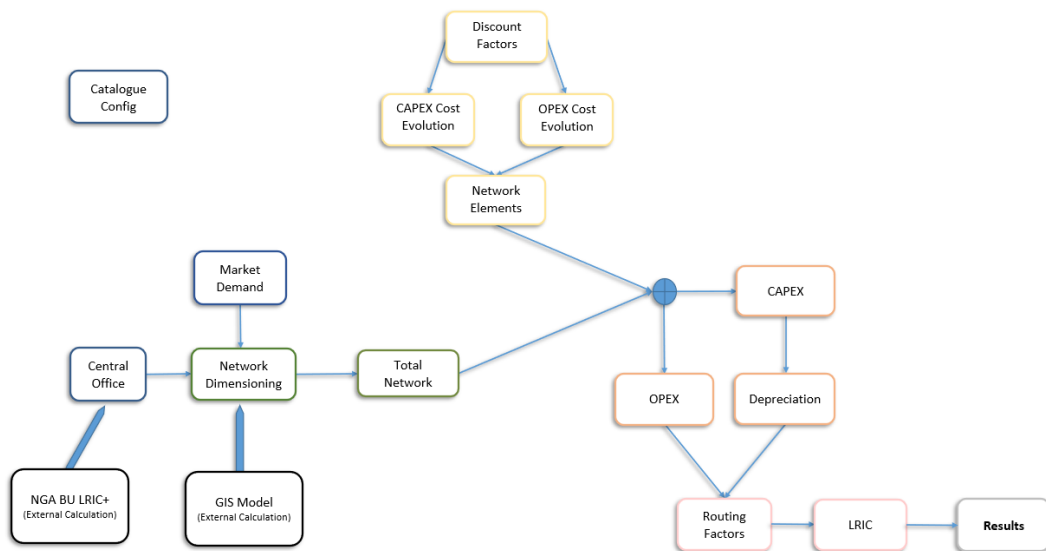 Discount
Factors
Catalogue
Config
CAPEX Cost
Evolution
OPEX Cost
Evolution
Network
Elements
Market
Demand
CAPEX
Central
Office
Network
Dimensioning
Total
Network
OPEX
Depreciation
NGA BU LRIC+
(External Calculation)
GIS Model
(External Calculation)
Routing
Factors
LRIC
Results